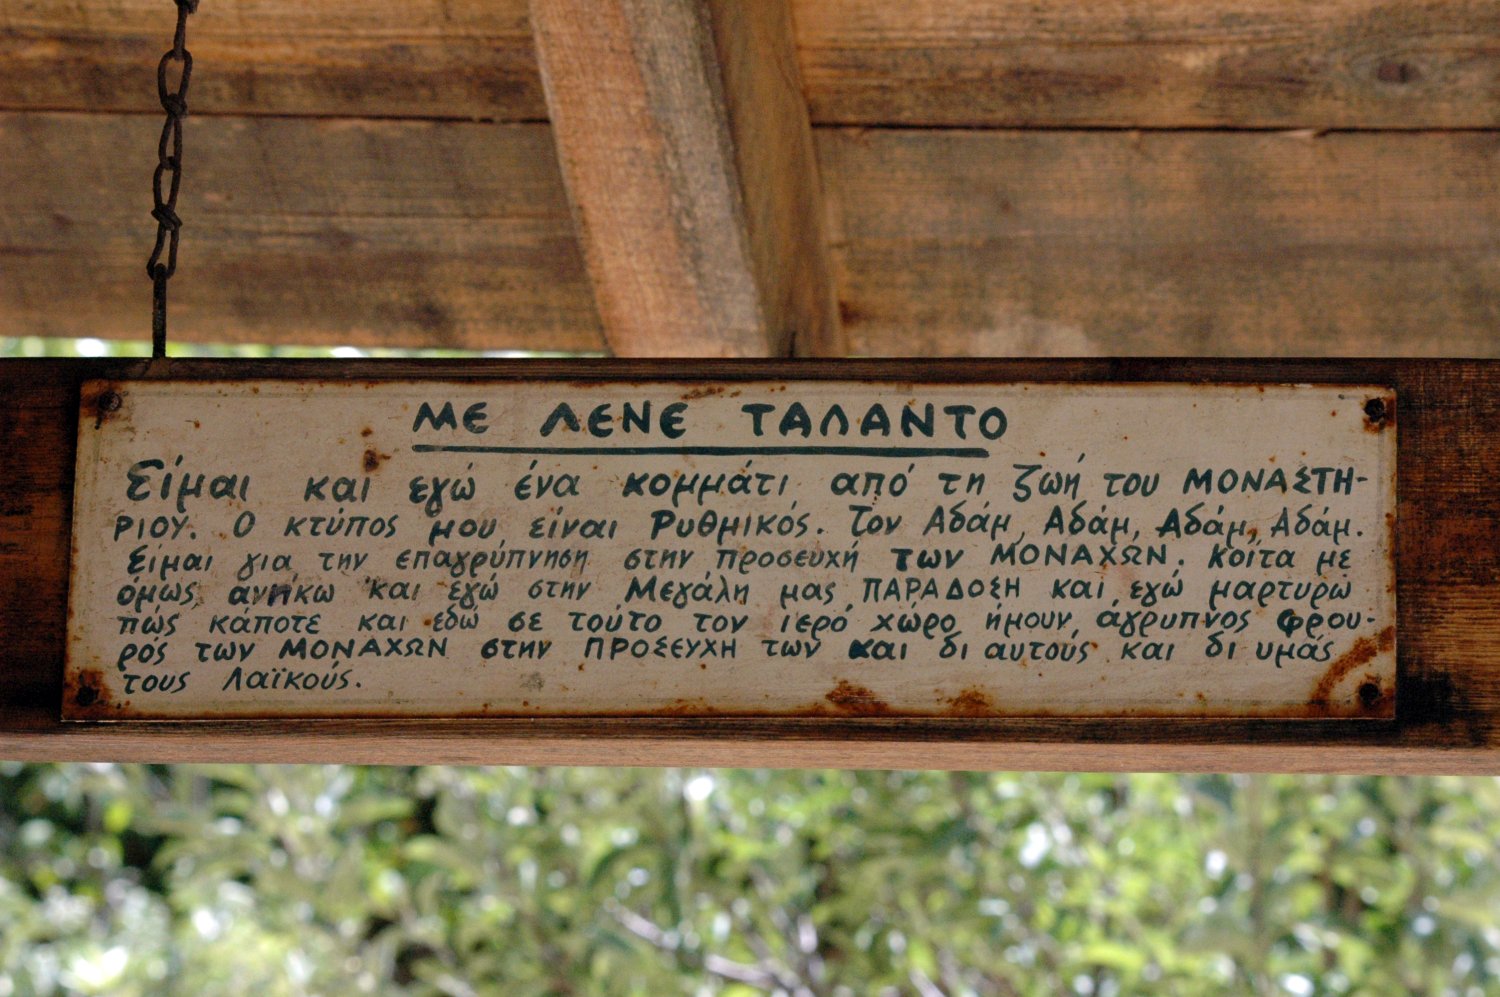 ΜΕ ΛΕΝΕ ΤΑΛΑΝΤΟ
Είμαι και εγώ ένα κομμάτι από τη ζωή του ΜΟΝΑΣΤΗ-
ΡΙΟΥ. Ο κτύπος μου είναι Ρυθμικός. Τον Αδάμ, Αδάμ, Αδάμ, Αδάμ.
Είμαι για την επαγρύπνηση στην προσευχή των ΜΟΝΑΧΩΝ. Κοίτα με
όμως, ανήκω και εγώ στην Μεγάλη μας ΠΑΡΑΔΟΞΗ και εγώ μαρτυρώ
πώς κάποτε και εδώ σε τούτο τον ιερό χώρο ήμουν άγρυπνος φρου-
ρός των ΜΟΝΑΧΩΝ στην ΠΡΟΣΕΥΧΗ των και δι αυτούς και δι υμάς
τους Λαϊκούς.